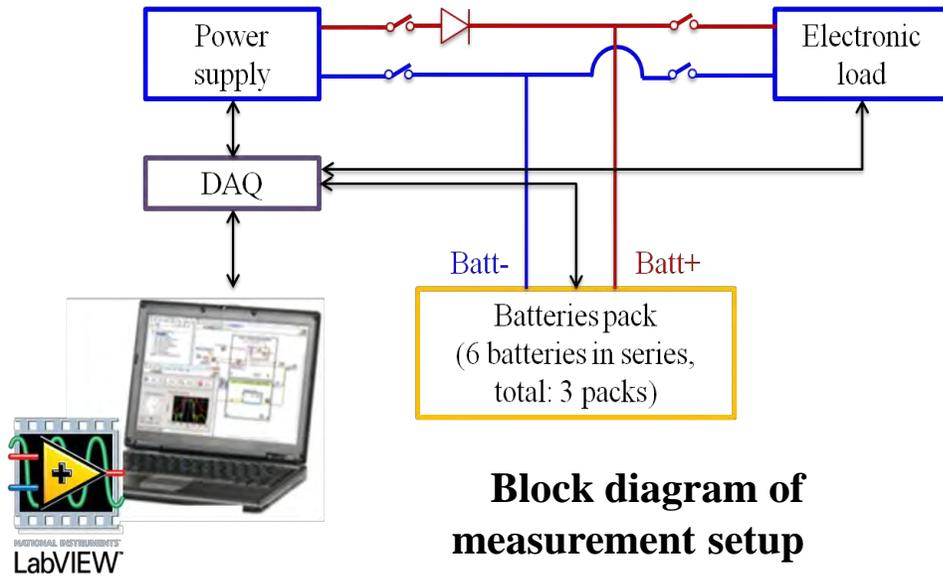 Power
supply
Electronic
load
DAQ
Batt-
Batt+
Batteries pack
(6 batteries in series,
total: 3 packs)
Block diagram of
measurement setup
NATIONAL INSTRUMENTS
LabVIEW™